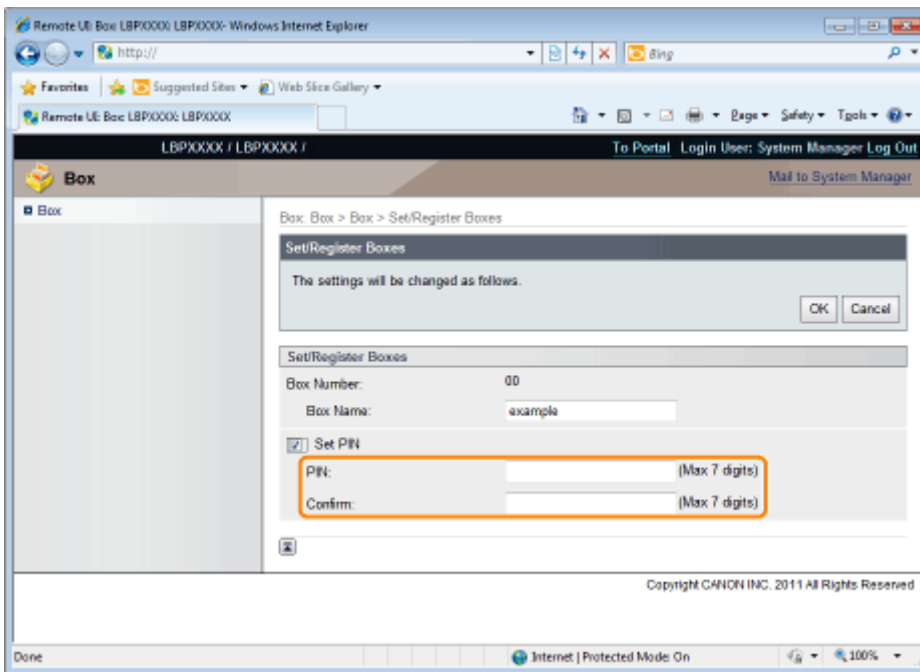 Remote UI: Box: LBPXXXX: LBPXXXX - Windows Internet Explorer
http:// Bing
Favorites Suggested Sites Web Slice Gallery
Remote UI: Box: LBPXXXX: LBPXXXX Page Safety Tools
LBPXXXX / LBPXXXX / To Portal Login User: System Manager Log Out
Box Mail to System Manager
Box
Box: Box > Box > Set/Register Boxes
Set/Register Boxes
The settings will be changed as follows.
OK Cancel
Set/Register Boxes
Box Number: 00
Box Name: example
Set PIN
PIN: (Max 7 digits)
Confirm: (Max 7 digits)
Copyright CANON INC. 2011 All Rights Reserved
Done Internet | Protected Mode: On 100%